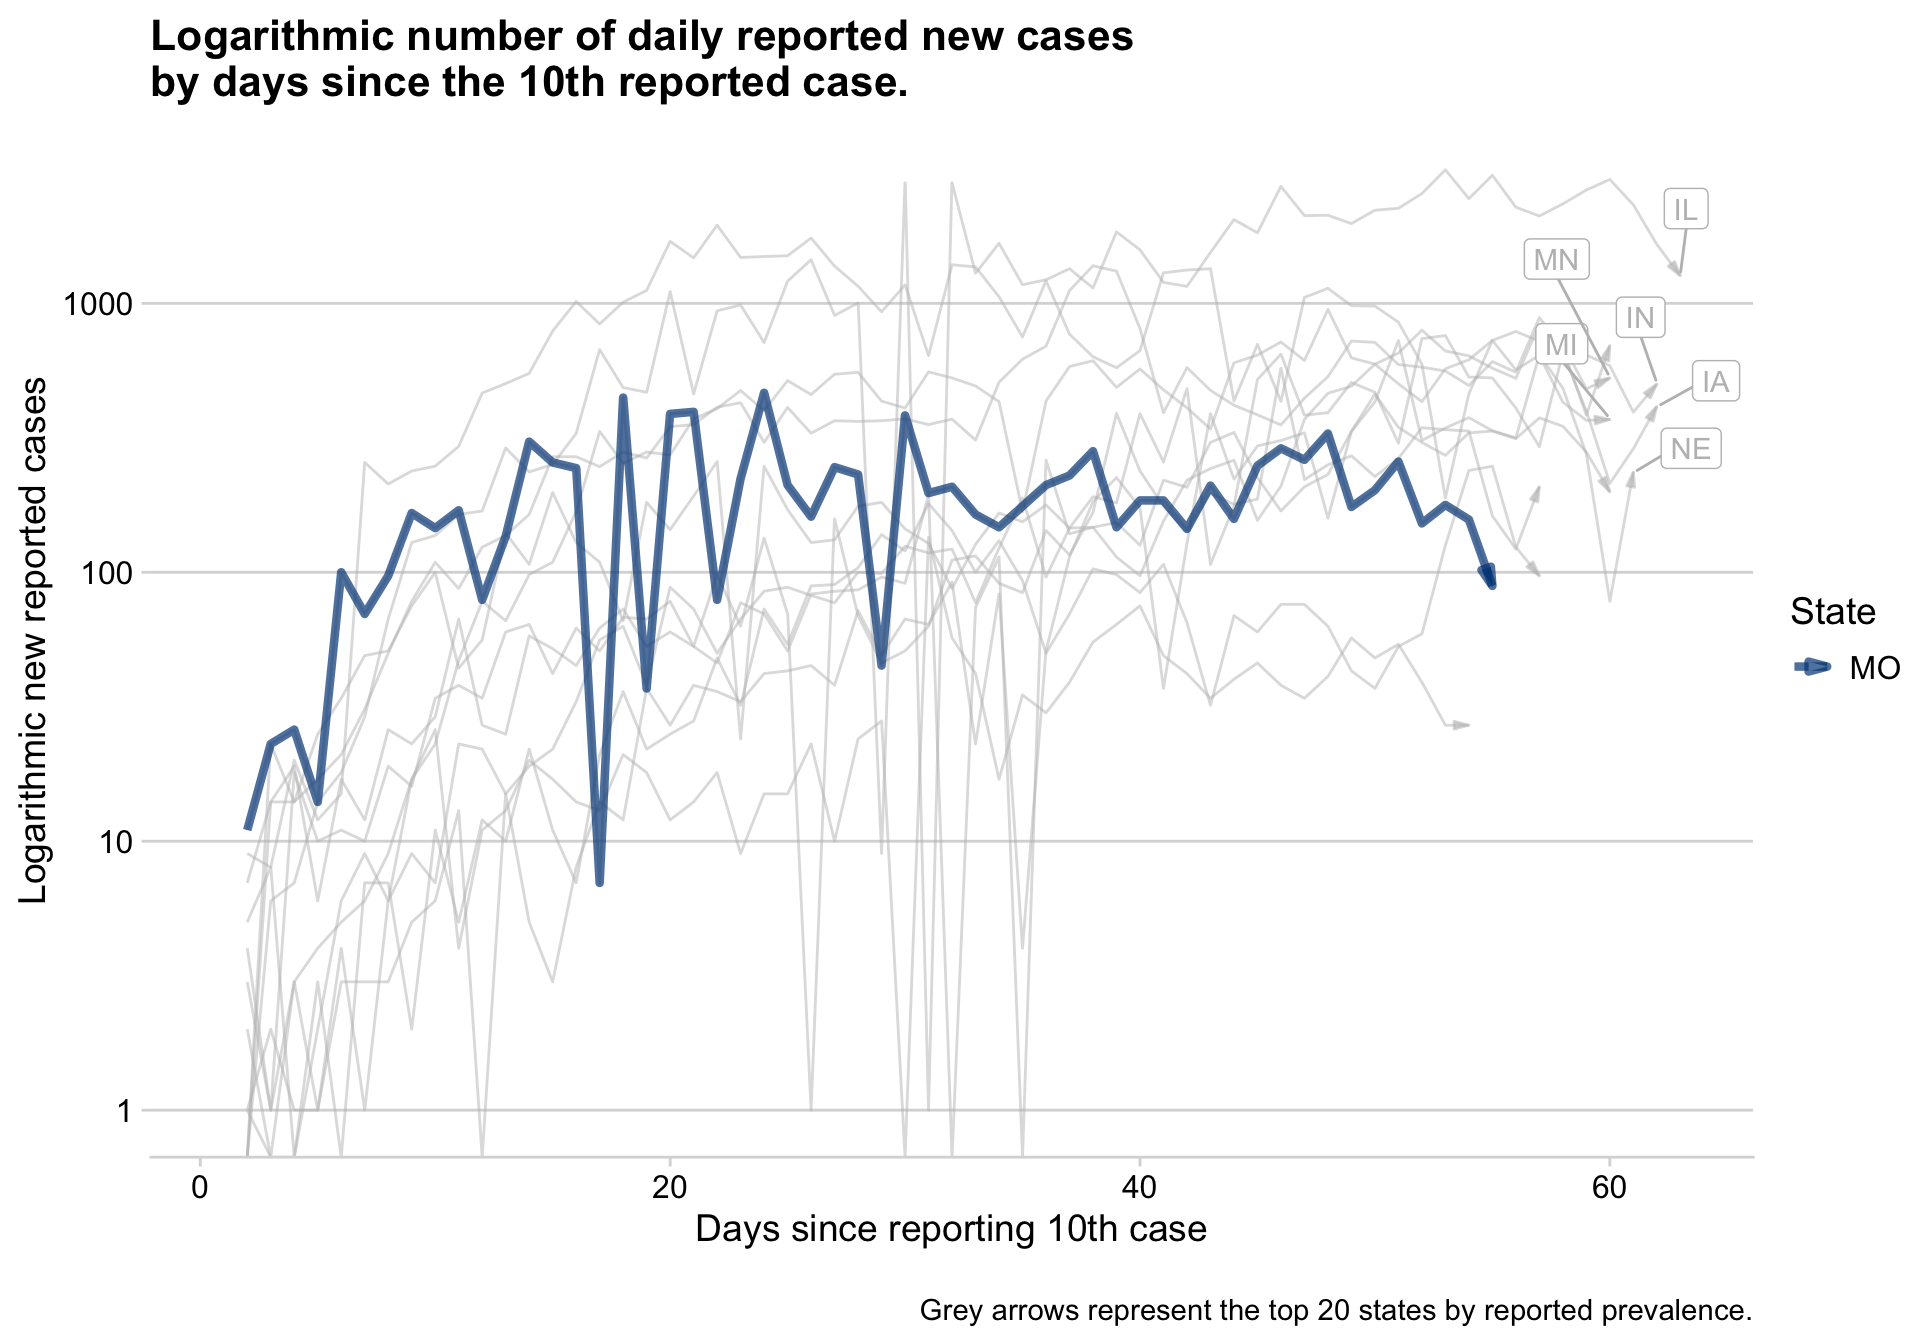 Logarithmic number of daily reported new cases
by days since the 10th reported case.
Logarithmic new reported cases
1000
100
10
1
0
20
40
60
Days since reporting 10th case
IL
MN
IN
MI
IA
NE
State
MO
Grey arrows represent the top 20 states by reported prevalence.